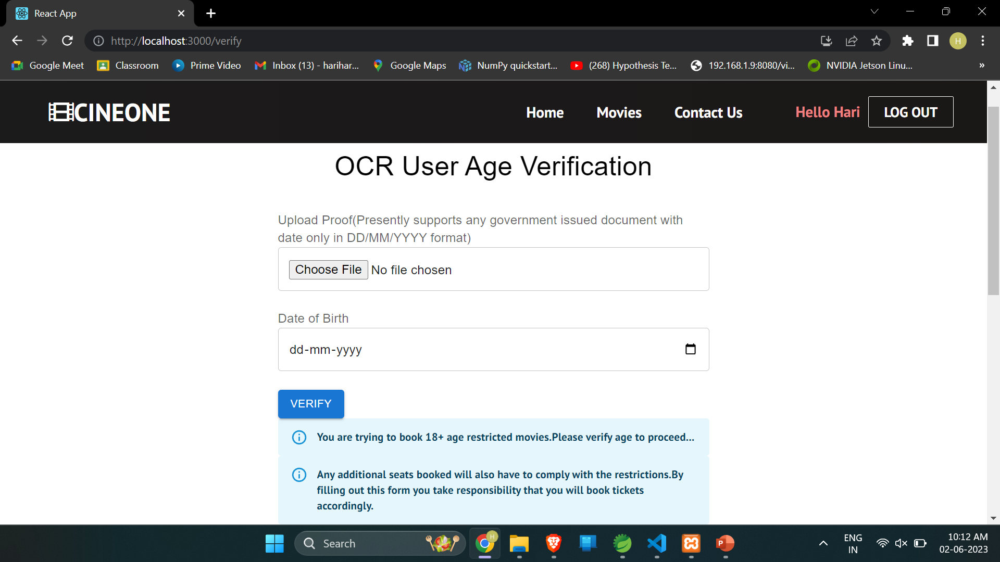 React App
http://localhost:3000/verify
H
Google Meet
Classroom
Prime Video
Inbox (13) - harihar...
Google Maps
NumPy quickstart...
(268) Hypothesis Te...
192.168.1.9:8080/vi...
NVIDIA Jetson Linu...
»
CINEONE
Home
Movies
Contact Us
Hello Hari
LOG OUT
OCR User Age Verification
Upload Proof(Presently supports any government issued document with
date only in DD/MM/YYYY format)
Choose File No file chosen
Date of Birth
dd-mm-yyyy
VERIFY
You are trying to book 18+ age restricted movies.Please verify age to proceed...
Any additional seats booked will also have to comply with the restrictions.By
filling out this form you take responsibility that you will book tickets
accordingly.
Search
H
P
ENG
IN
10:12 AM
02-06-2023